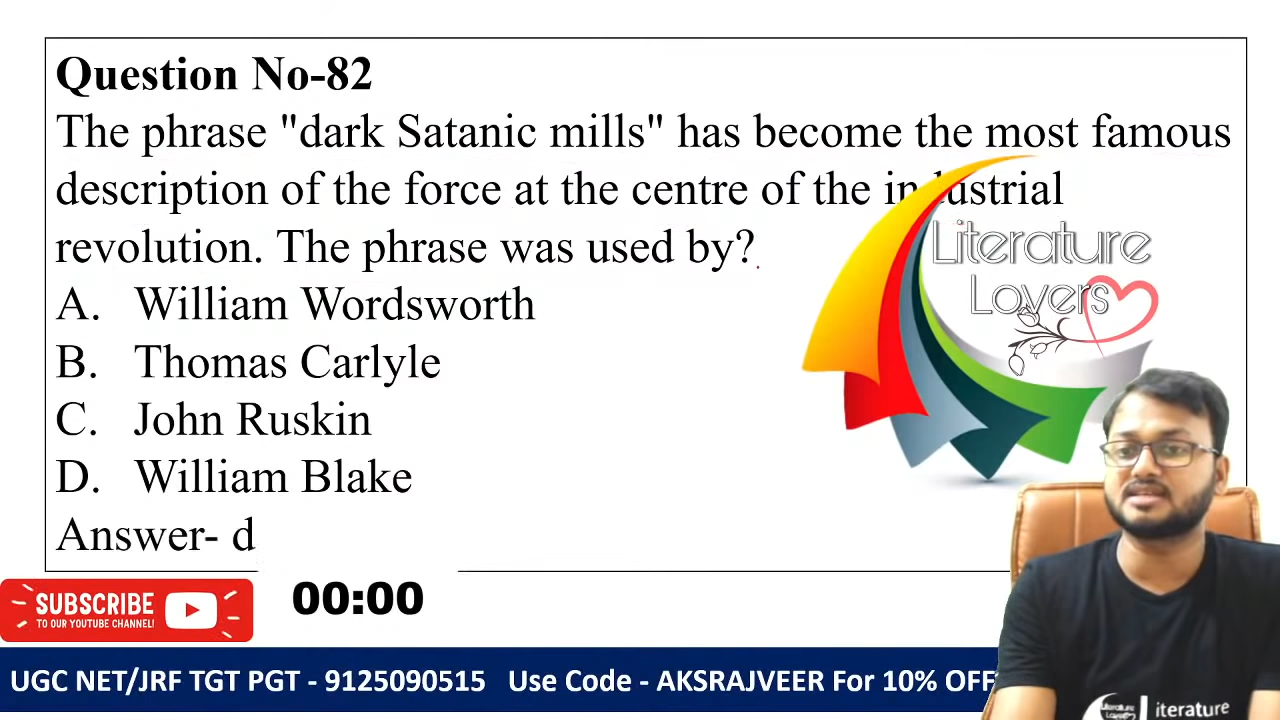 Question No-82
The phrase "dark Satanic mills" has become the most famous
description of the force at the centre of the industrial
revolution. The phrase was used by?
A. William Wordsworth
B. Thomas Carlyle
C. John Ruskin
D. William Blake
Answer- d
Literature
Lovers
SUBSCRIBE
TO OUR YOUTUBE CHANNEL!
00:00
UGC NET/JRF TGT PGT - 9125090515 Use Code - AKSRAJVEER For 10% OFF
Literature
Lovers
iterature